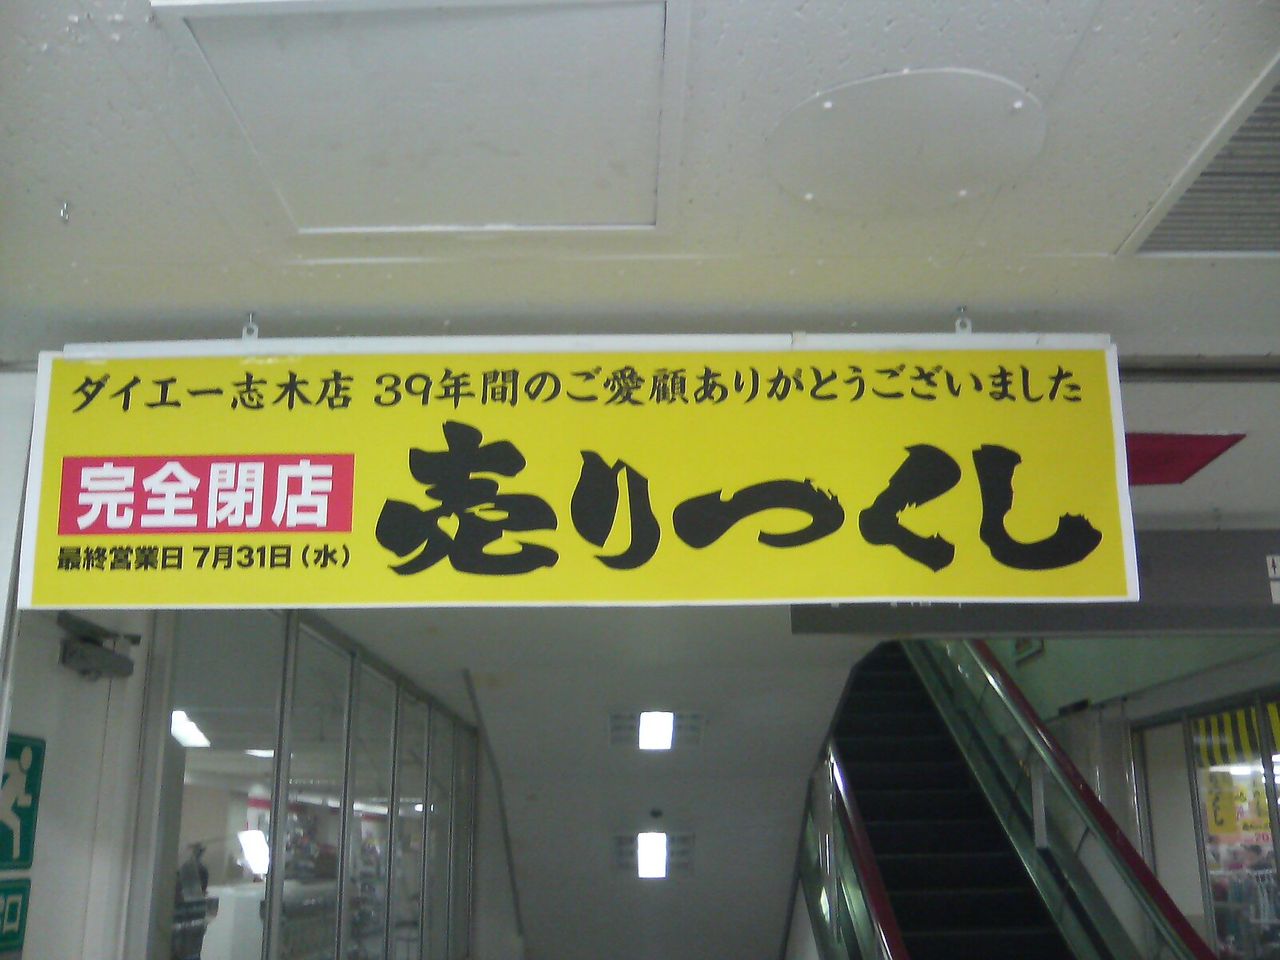 ダイエー志木店 39年間のご愛顧ありがとうございました
完全閉店
最終営業日 7月31日（水）
売りつくし